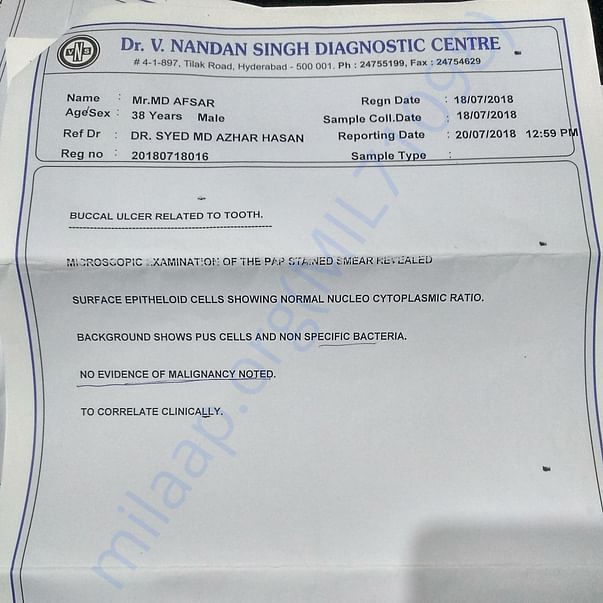 VNS
Dr. V. NANDAN SINGH DIAGNOSTIC CENTRE
# 4-1-897, Tilak Road, Hyderabad - 500 001. Ph : 24755199, Fax : 24754629
Name : Mr.MD AFSAR Regn Date : 18/07/2018
Age/Sex : 38 Years Male Sample Coll.Date : 18/07/2018
Ref Dr : DR. SYED MD AZHAR HASAN Reporting Date : 20/07/2018 12:59 PM
Reg no : 20180718016 Sample Type :
BUCCAL ULCER RELATED TO TOOTH.
MICROSCOPIC EXAMINATION OF THE PAP STAINED SMEAR REVEALED
SURFACE EPITHELOID CELLS SHOWING NORMAL NUCLEO CYTOPLASMIC RATIO.
BACKGROUND SHOWS PUS CELLS AND NON SPECIFIC BACTERIA.
NO EVIDENCE OF MALIGNANCY NOTED.
TO CORRELATE CLINICALLY.